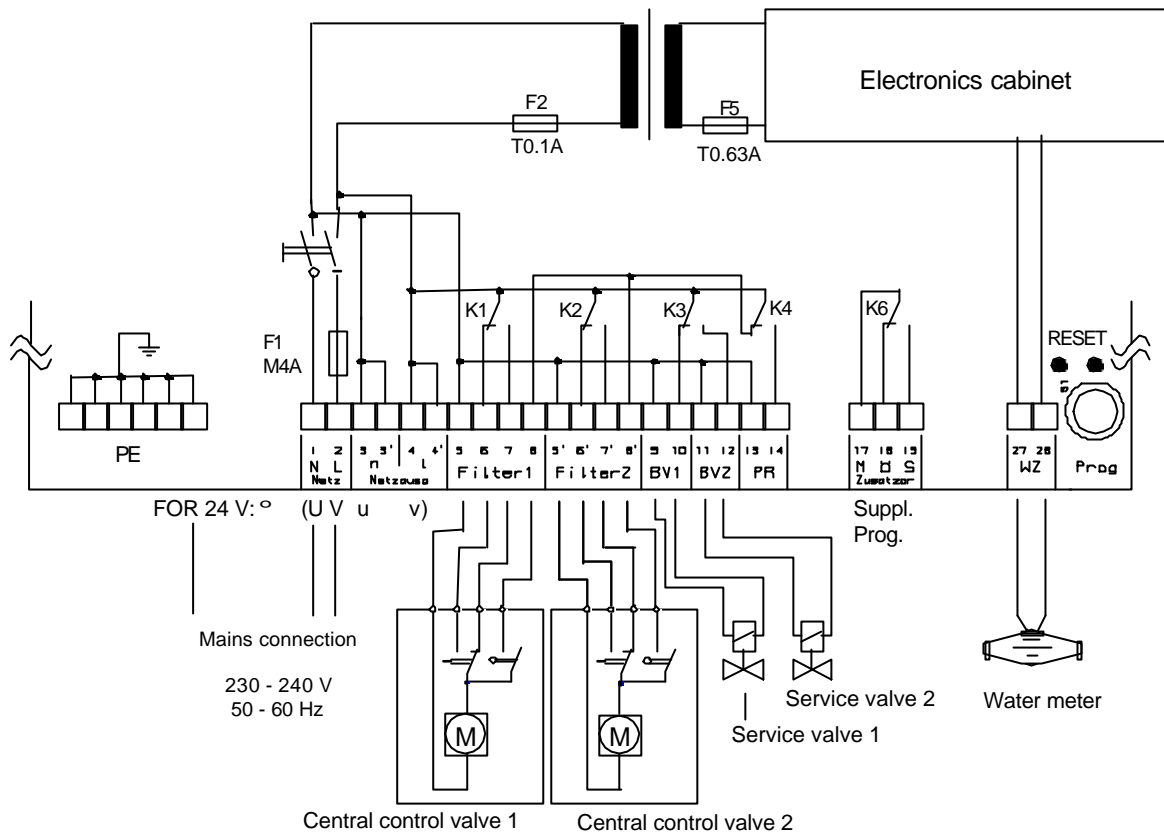 Electronics cabinet
F2
F5
T0.1A
T0.63A
K1
K2
K3
K4
K6
RESET
F1
M4A
PE
1 2 3 3' 4 4' 5 6 7 8 5' 6' 7' 8' 9 10 11 12 13 14 17 18 19 27 28
N L n l Filter1 Filter2 BV1 BV2 PR M Ö S WZ Prog
Netz Netzausg
FOR 24 V: (U V u v)
Suppl.
Prog.
Mains connection
230 - 240 V
50 - 60 Hz
M
M
Service valve 2
Service valve 1
Water meter
Central control valve 1
Central control valve 2